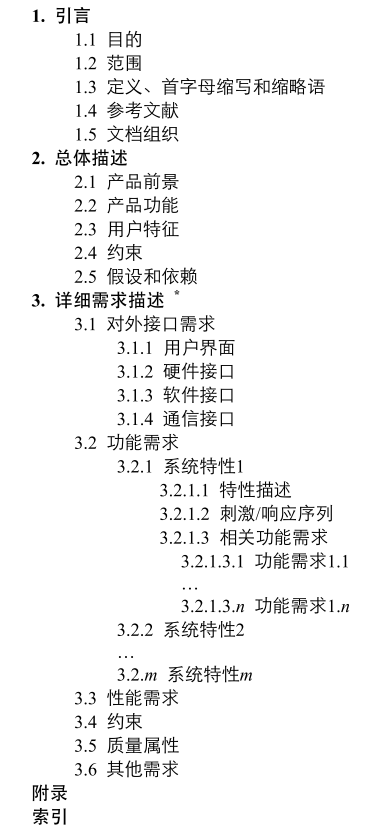 1. 引言
1.1 目的
1.2 范围
1.3 定义、首字母缩写和缩略语
1.4 参考文献
1.5 文档组织
2. 总体描述
2.1 产品前景
2.2 产品功能
2.3 用户特征
2.4 约束
2.5 假设和依赖
3. 详细需求描述 *
3.1 对外接口需求
3.1.1 用户界面
3.1.2 硬件接口
3.1.3 软件接口
3.1.4 通信接口
3.2 功能需求
3.2.1 系统特性1
3.2.1.1 特性描述
3.2.1.2 刺激/响应序列
3.2.1.3 相关功能需求
3.2.1.3.1 功能需求1.1
…
3.2.1.3.n 功能需求1.n
3.2.2 系统特性2
…
3.2.m 系统特性m
3.3 性能需求
3.4 约束
3.5 质量属性
3.6 其他需求
附录
索引